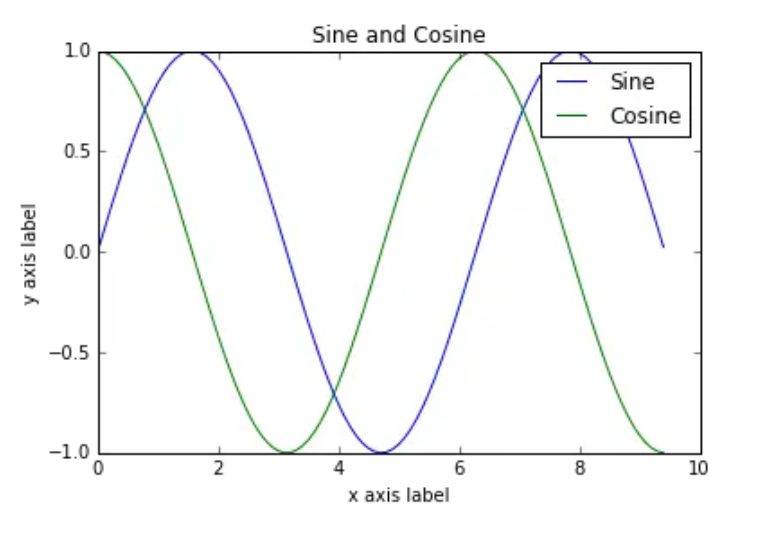 Sine and Cosine
1.0
0.5
0.0
−0.5
−1.0
y axis label
Sine
Cosine
0 2 4 6 8 10
x axis label